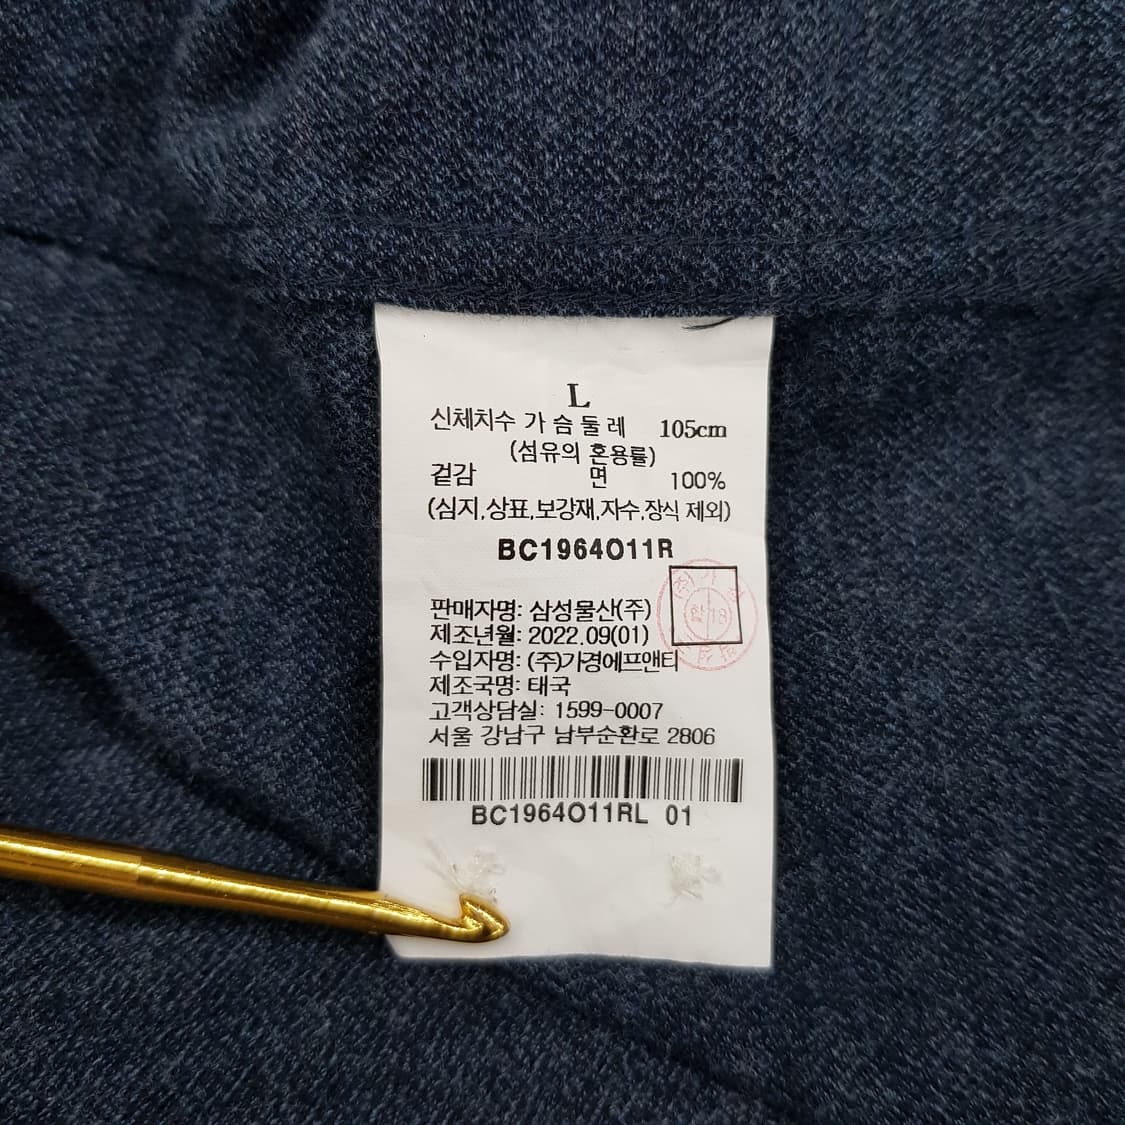 L
신체치수 가슴둘레 105cm
(섬유의 혼용률)
겉감 면 100%
(심지,상표,보강재,자수,장식 제외)
BC1964O11R
판매자명: 삼성물산(주)
제조년월: 2022.09(01)
수입자명: (주)가경에프앤티
제조국명: 태국
고객상담실: 1599-0007
서울 강남구 남부순환로 2806
BC1964O11RL 01